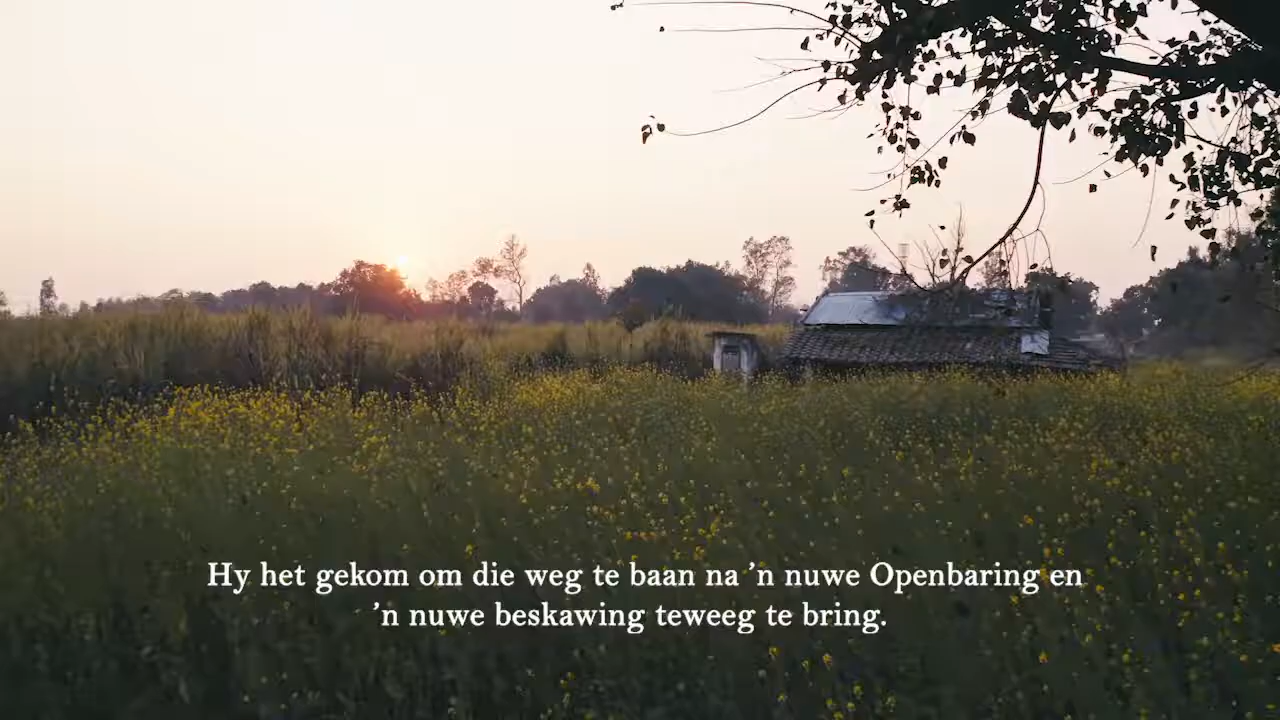 Hy het gekom om die weg te baan na ’n nuwe Openbaring en
’n nuwe beskawing teweeg te bring.